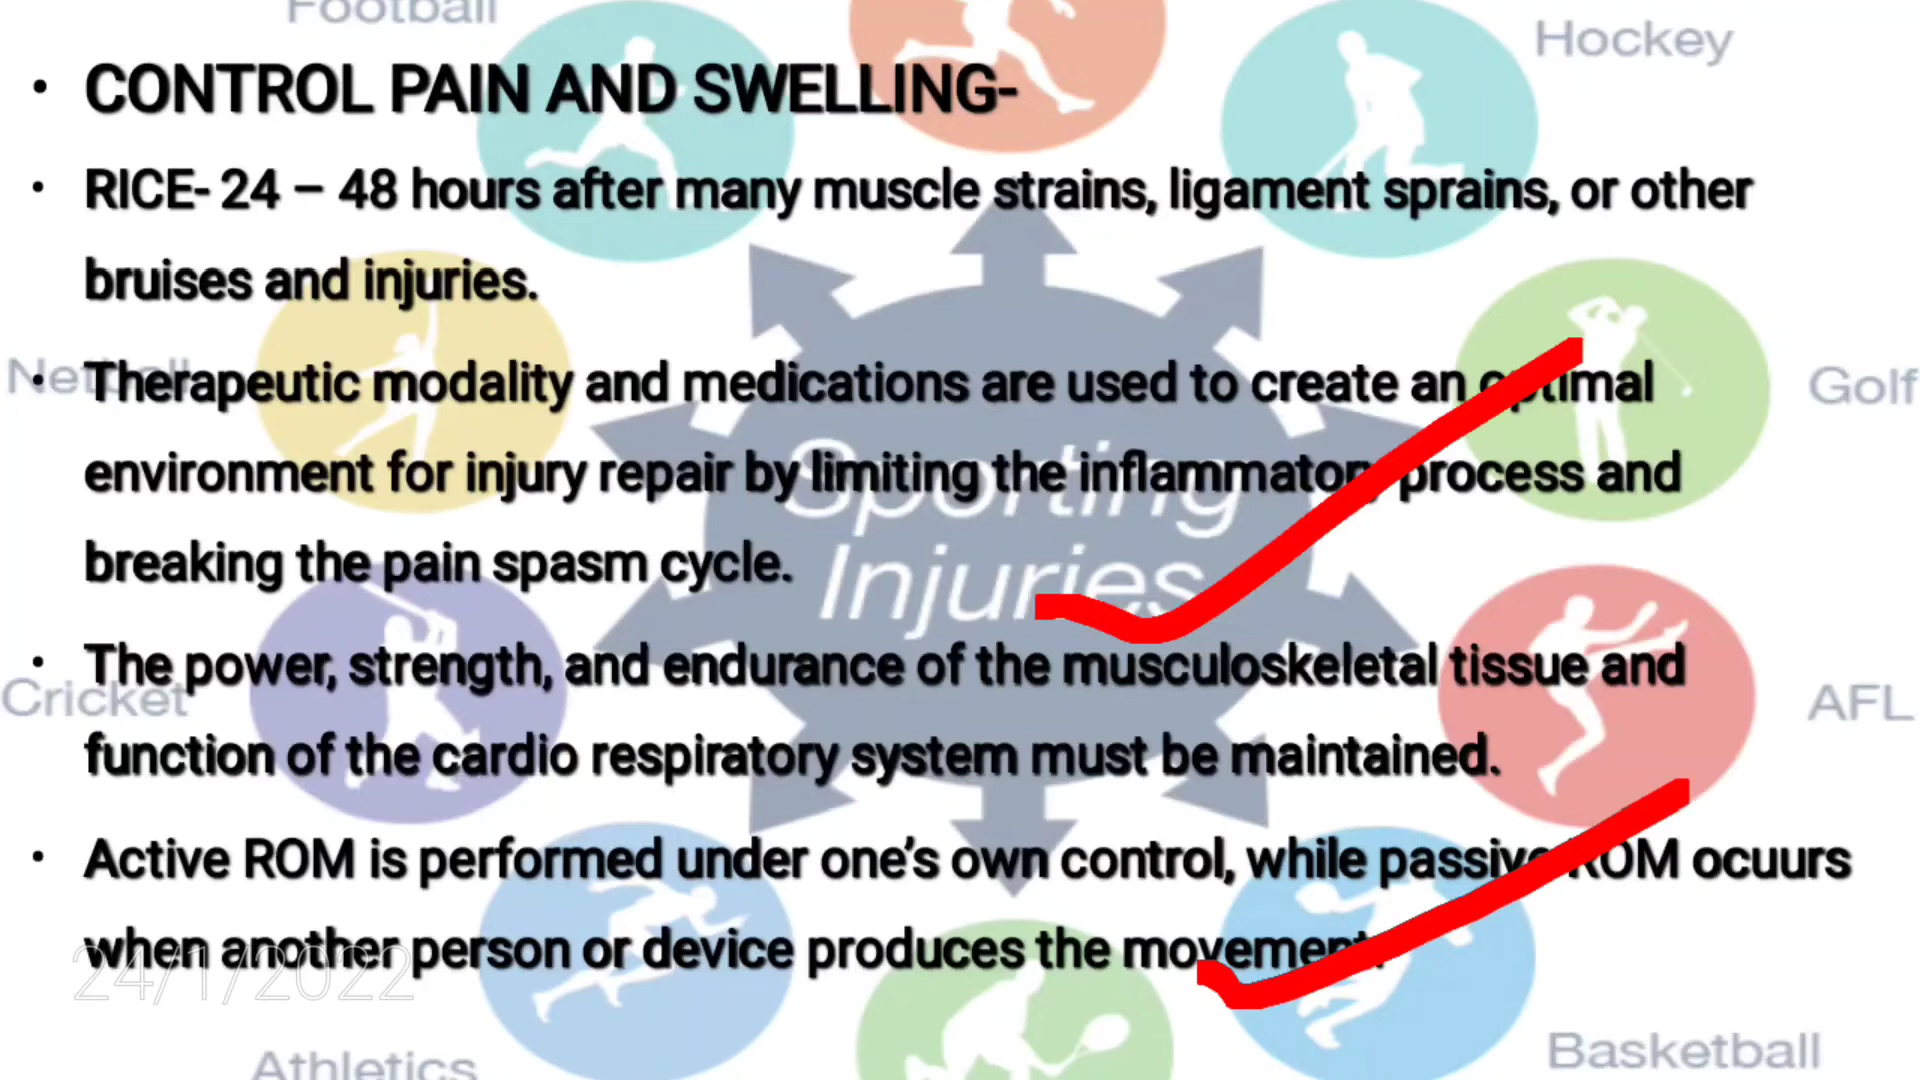 Football
Hockey
• CONTROL PAIN AND SWELLING-
• RICE- 24 – 48 hours after many muscle strains, ligament sprains, or other
bruises and injuries.
Netball
Golf
• Therapeutic modality and medications are used to create an optimal
environment for injury repair by limiting the inflammatory process and
breaking the pain spasm cycle.
Sporting
Injuries
• The power, strength, and endurance of the musculoskeletal tissue and
Cricket
AFL
function of the cardio respiratory system must be maintained.
• Active ROM is performed under one’s own control, while passive ROM ocuurs
when another person or device produces the movement.
24/1/2022
Athletics
Basketball